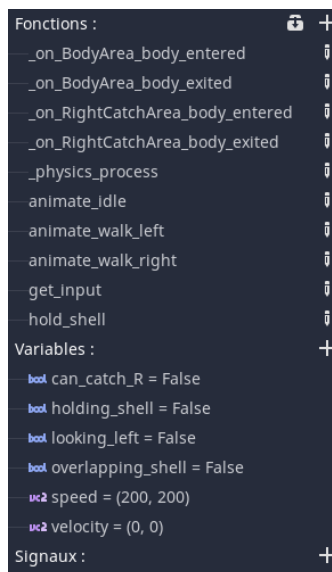 Fonctions :
_on_BodyArea_body_entered
_on_BodyArea_body_exited
_on_RightCatchArea_body_entered
_on_RightCatchArea_body_exited
_physics_process
animate_idle
animate_walk_left
animate_walk_right
get_input
hold_shell
Variables :
bool can_catch_R = False
bool holding_shell = False
bool looking_left = False
bool overlapping_shell = False
vc2 speed = (200, 200)
vc2 velocity = (0, 0)
Signaux :